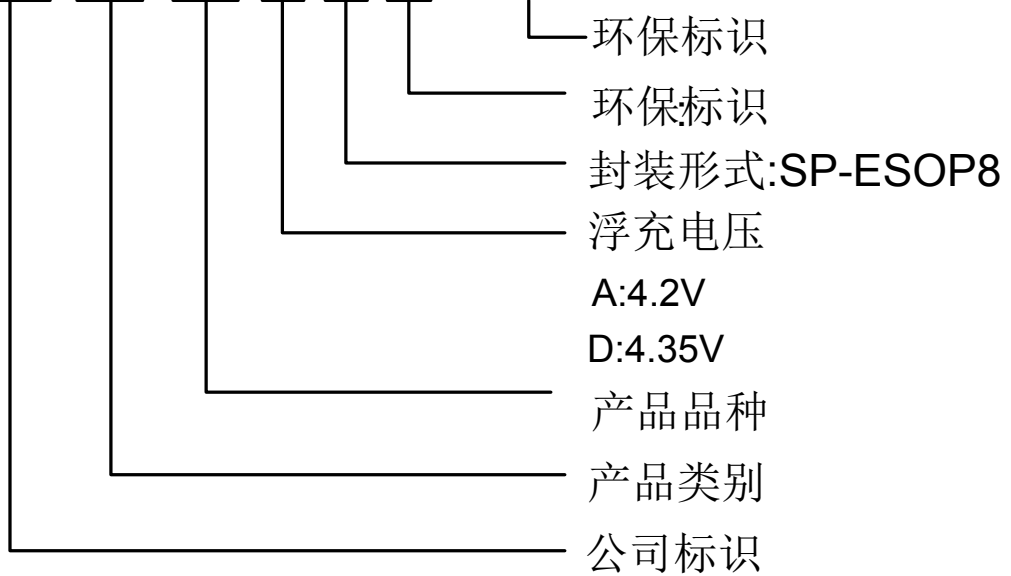 环保标识
环保:标识
封装形式:SP-ESOP8
浮充电压
A:4.2V
D:4.35V
产品品种
产品类别
公司标识